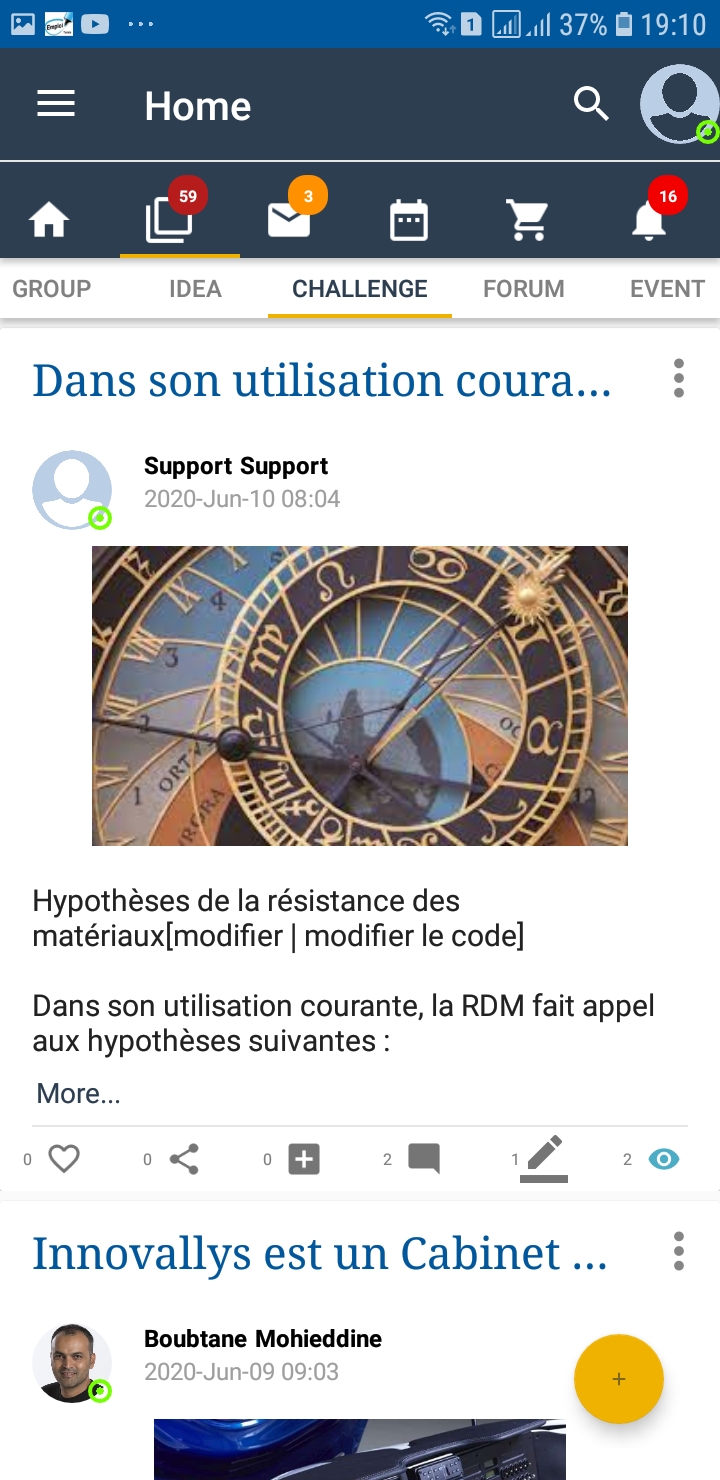 37% 19:10
Home
59
3
16
GROUP IDEA CHALLENGE FORUM EVENT
Dans son utilisation coura...
Support Support
2020-Jun-10 08:04
Hypothèses de la résistance des
matériaux[modifier | modifier le code]
Dans son utilisation courante, la RDM fait appel
aux hypothèses suivantes :
More...
0 0 0 2 1 2
Innovallys est un Cabinet ...
Boubtane Mohieddine
2020-Jun-09 09:03
+